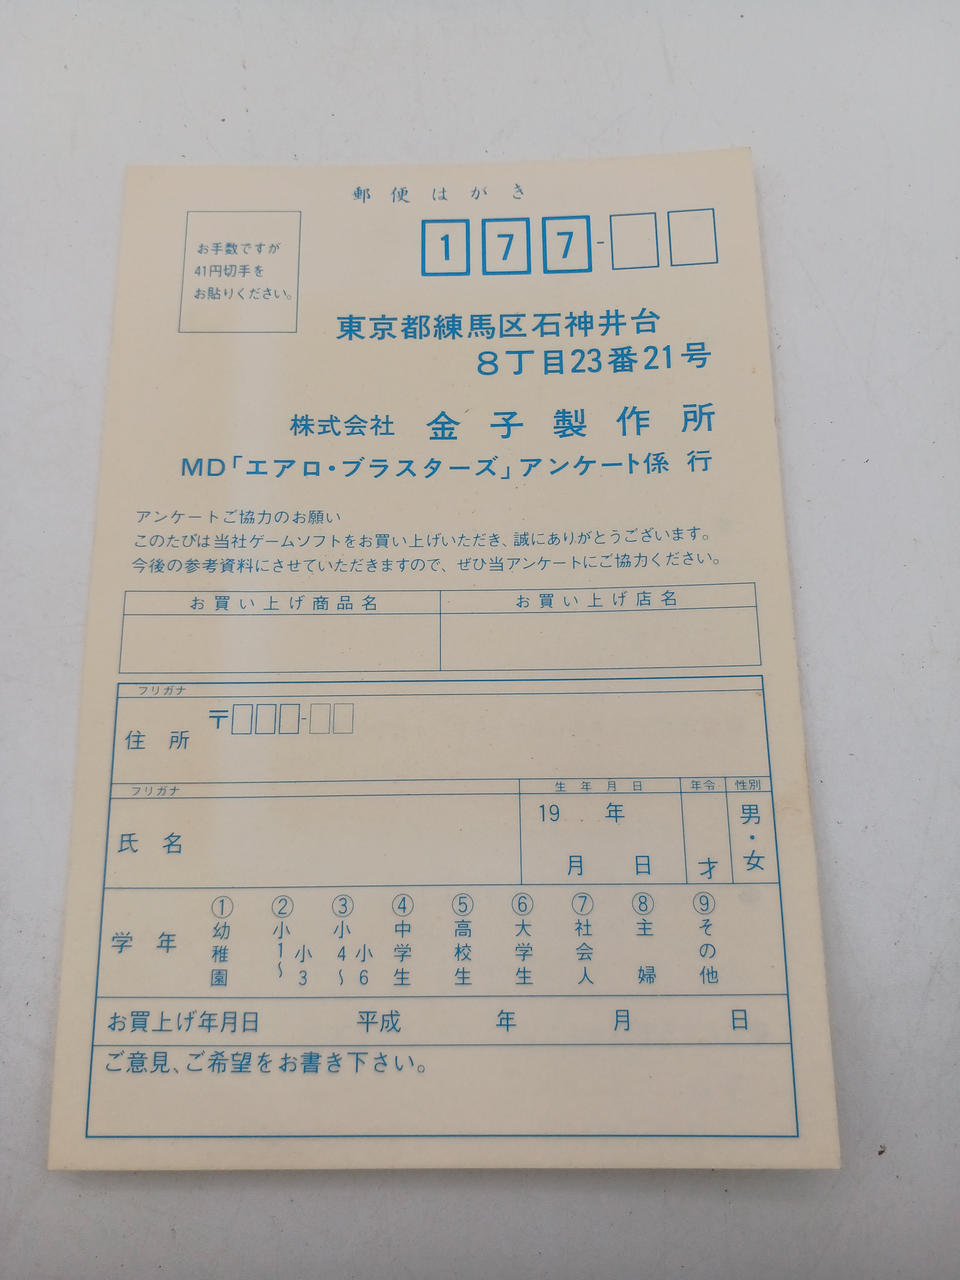 郵便はがき
お手数ですが
41円切手を
お貼りください。
177-
東京都練馬区石神井台
8丁目23番21号
株式会社 金子製作所
MD「エアロ・ブラスターズ」アンケート係 行
アンケートご協力のお願い
このたびは当社ゲームソフトをお買い上げいただき、誠にありがとうございます。
今後の参考資料にさせていただきますので、ぜひ当アンケートにご協力ください。
お買い上げ商品名 お買い上げ店名
フリガナ
住所 〒 -
フリガナ 生年月日 年令 性別
氏名 19 年 月 日 才 男・女
学年 ①幼稚園 ②小1〜小3 ③小4〜小6 ④中学生 ⑤高校生 ⑥大学生 ⑦社会人 ⑧主婦 ⑨その他
お買上げ年月日 平成 年 月 日
ご意見、ご希望をお書き下さい。